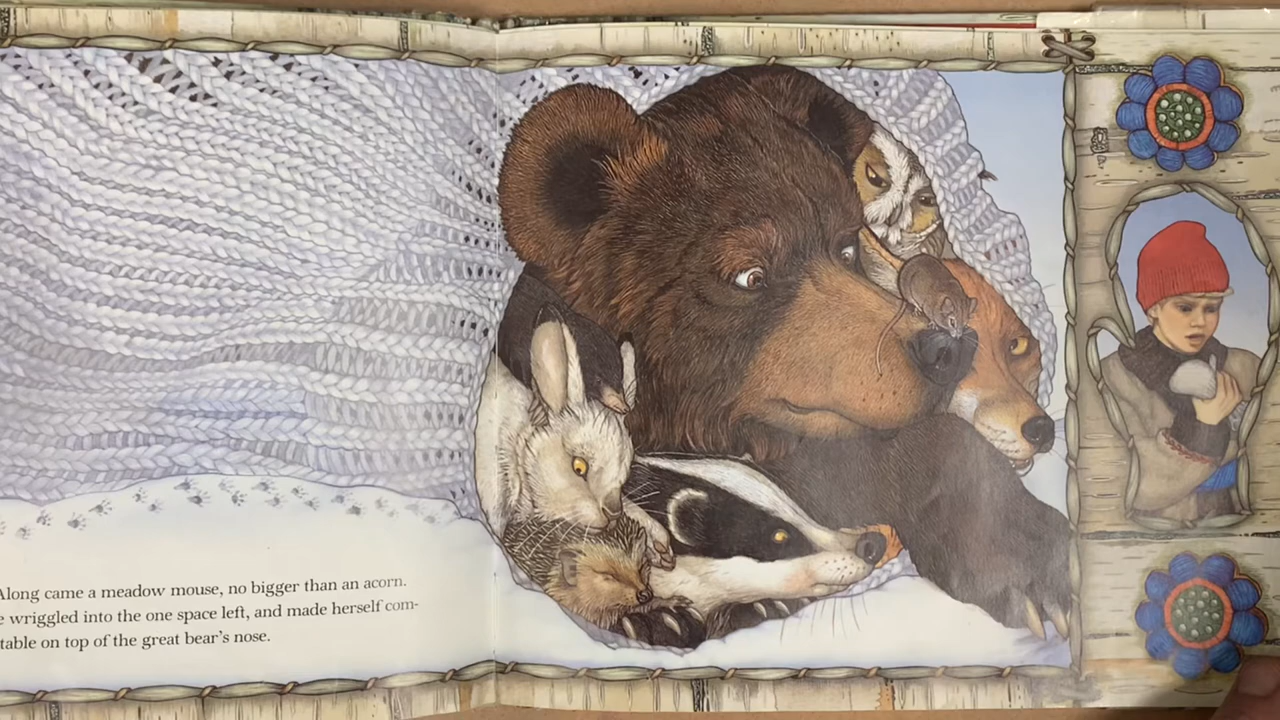 Along came a meadow mouse, no bigger than an acorn.
e wriggled into the one space left, and made herself com-
table on top of the great bear's nose.